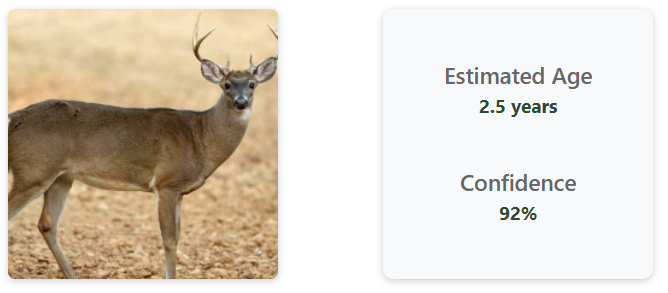 Estimated Age
2.5 years
Confidence
92%